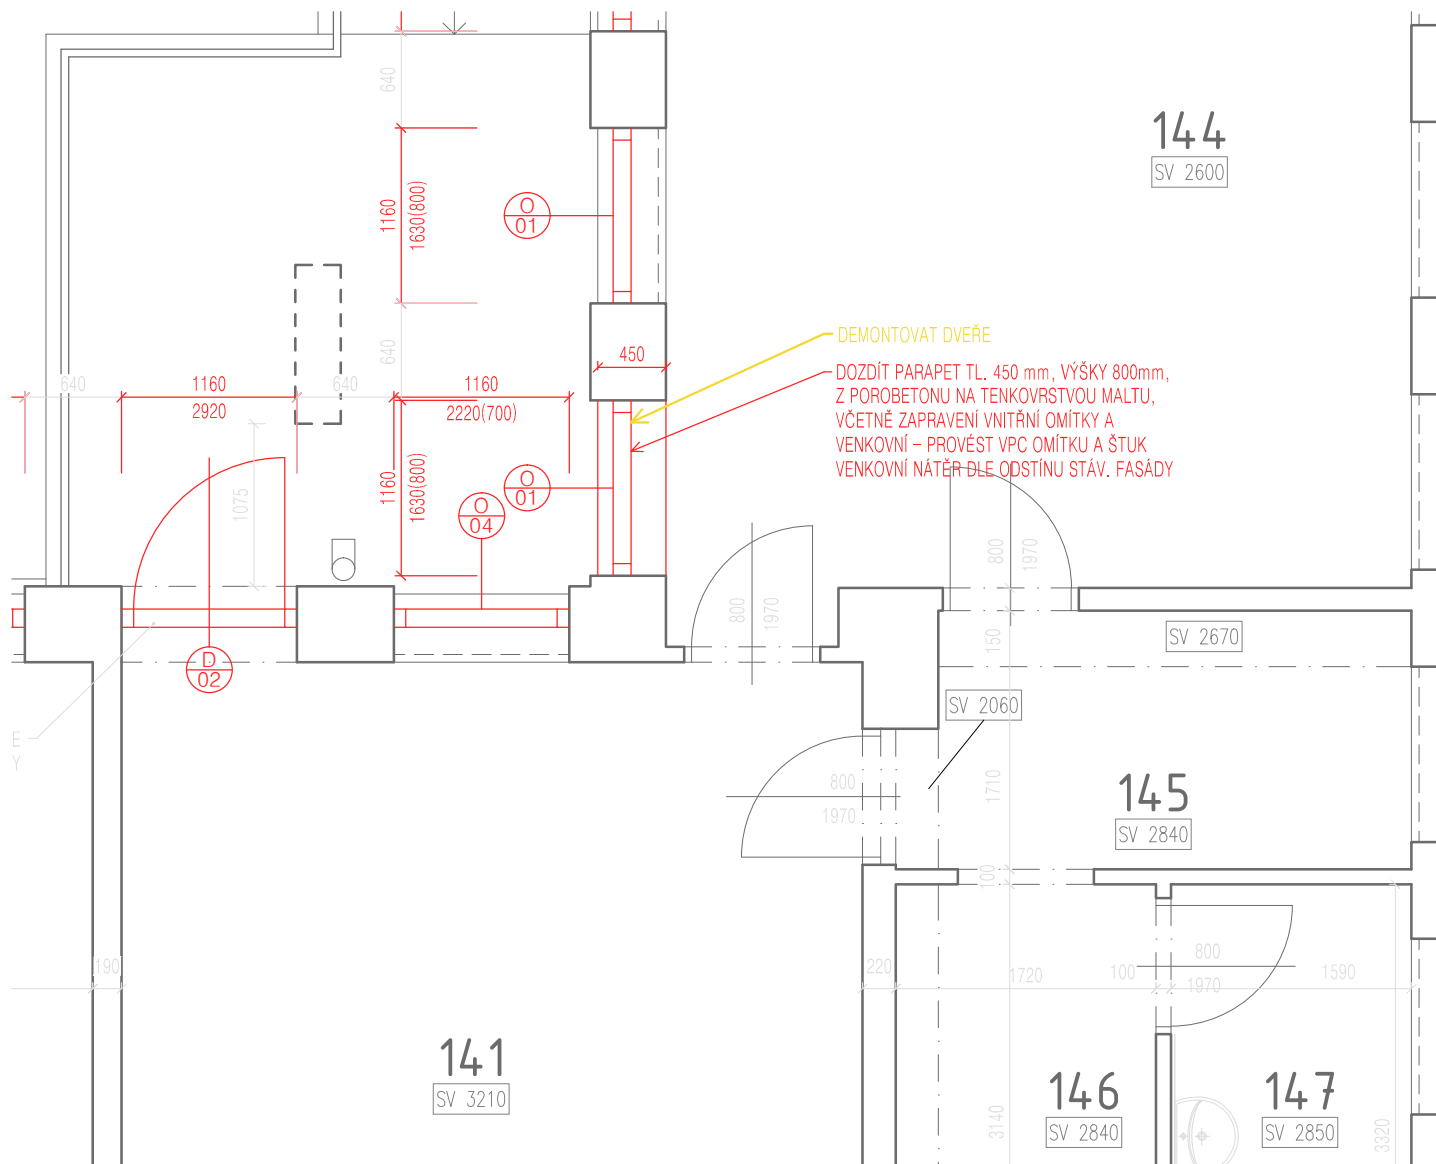 640
144
SV 2600
1160
1630(800)
O
01
DEMONTOVAT DVEŘE
450
640
DOZDÍT PARAPET TL. 450 mm, VÝŠKY 800mm,
Z POROBETONU NA TENKOVRSTVOU MALTU,
VČETNĚ ZAPRAVENÍ VNITŘNÍ OMÍTKY A
VENKOVNÍ – PROVÉST VPC OMÍTKU A ŠTUK
VENKOVNÍ NÁTĚR DLE ODSTÍNU STÁV. FASÁDY
640
1160
2920
640
1160
2220(700)
1160
1630(800)
O
01
O
04
1075
800
1970
800
1970
150
SV 2670
D
02
SV 2060
E
Y
800
1970
1710
145
SV 2840
100
190
220
1720
100
800
1970
1590
141
SV 3210
146
SV 2840
147
SV 2850
3140
3320